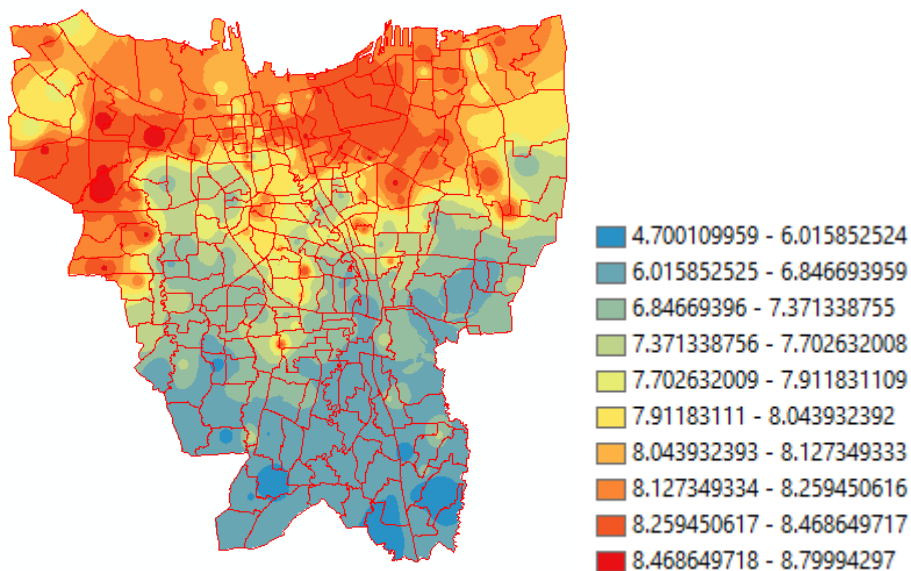 4.700109959 - 6.015852524
6.015852525 - 6.846693959
6.84669396 - 7.371338755
7.371338756 - 7.702632008
7.702632009 - 7.911831109
7.91183111 - 8.043932392
8.043932393 - 8.127349333
8.127349334 - 8.259450616
8.259450617 - 8.468649717
8.468649718 - 8.79994297